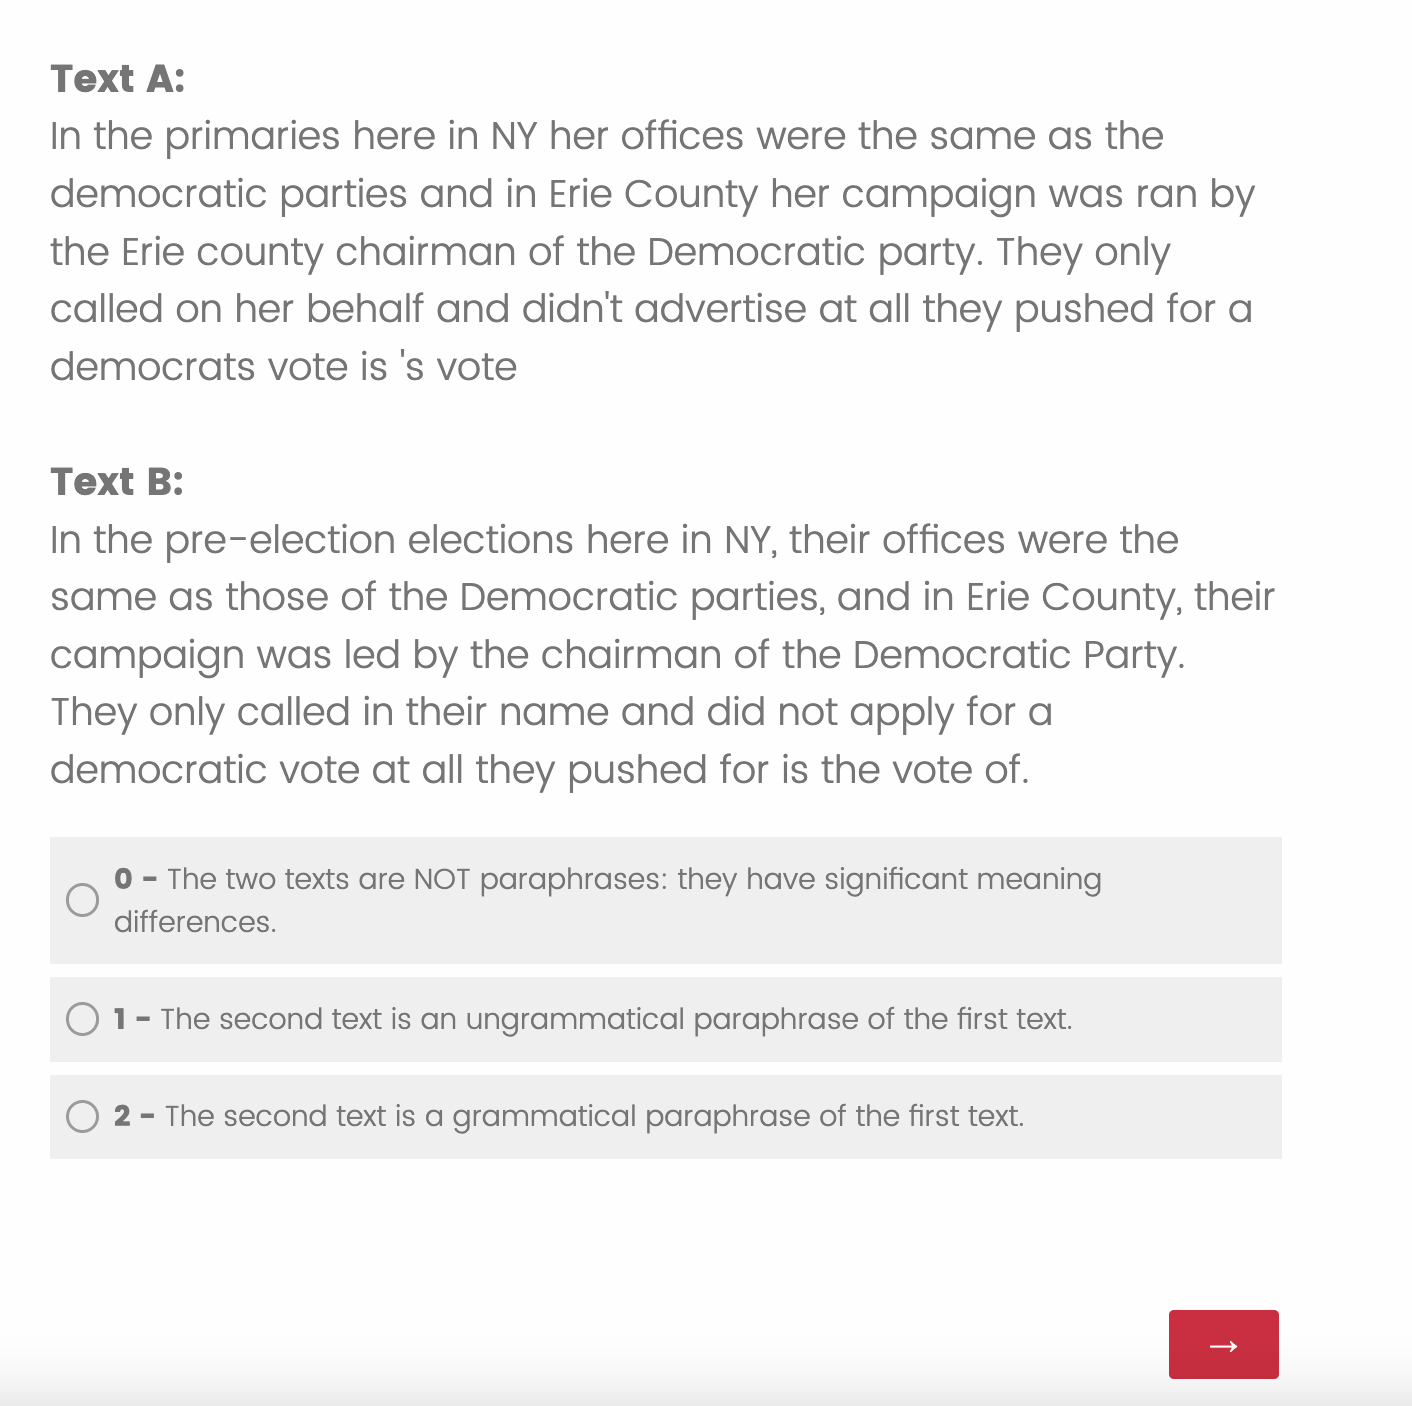 Text A:
In the primaries here in NY her offices were the same as the
democratic parties and in Erie County her campaign was ran by
the Erie county chairman of the Democratic party. They only
called on her behalf and didn't advertise at all they pushed for a
democrats vote is 's vote
Text B:
In the pre-election elections here in NY, their offices were the
same as those of the Democratic parties, and in Erie County, their
campaign was led by the chairman of the Democratic Party.
They only called in their name and did not apply for a
democratic vote at all they pushed for is the vote of.
0 - The two texts are NOT paraphrases: they have significant meaning
differences.
1 - The second text is an ungrammatical paraphrase of the first text.
2 - The second text is a grammatical paraphrase of the first text.
→